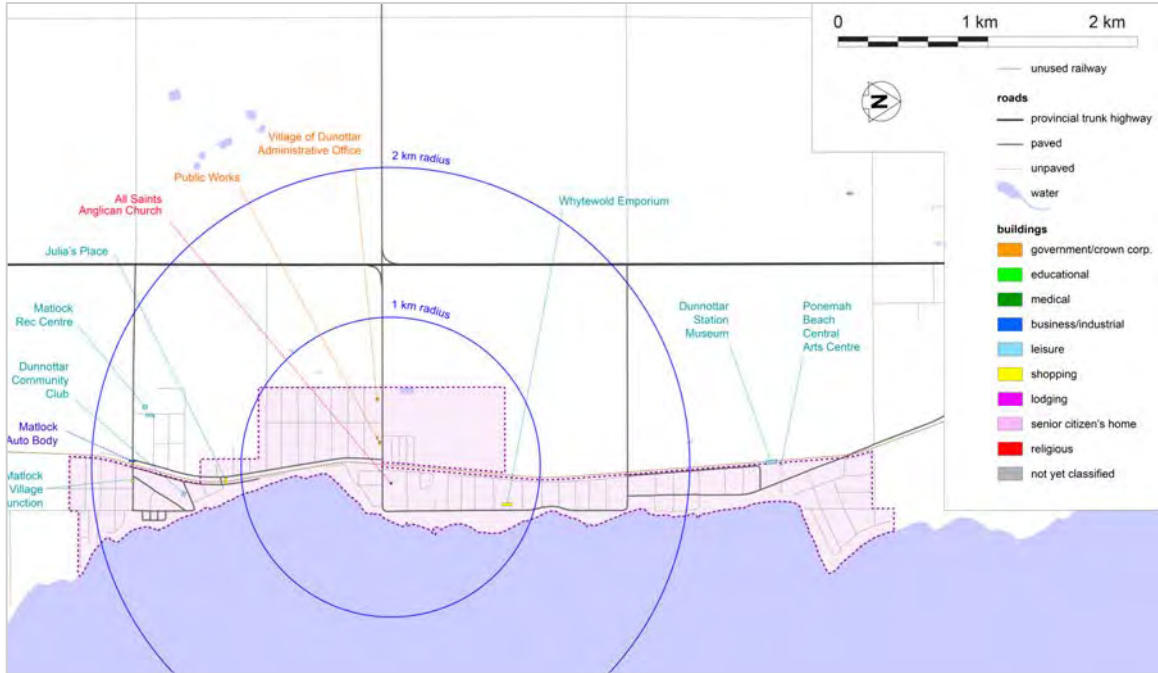 0 1 km 2 km
N
unused railway
roads
provincial trunk highway
paved
unpaved
water
buildings
government/crown corp.
educational
medical
business/industrial
leisure
shopping
lodging
senior citizen's home
religious
not yet classified
Village of Dunottar
Administrative Office
2 km radius
Public Works
All Saints
Anglican Church
Whytewold Emporium
Julia's Place
1 km radius
Matlock
Rec Centre
Dunnottar
Station
Museum
Ponemah
Beach
Central
Arts Centre
Dunnottar
Community
Club
Matlock
Auto Body
Matlock
Village
unction